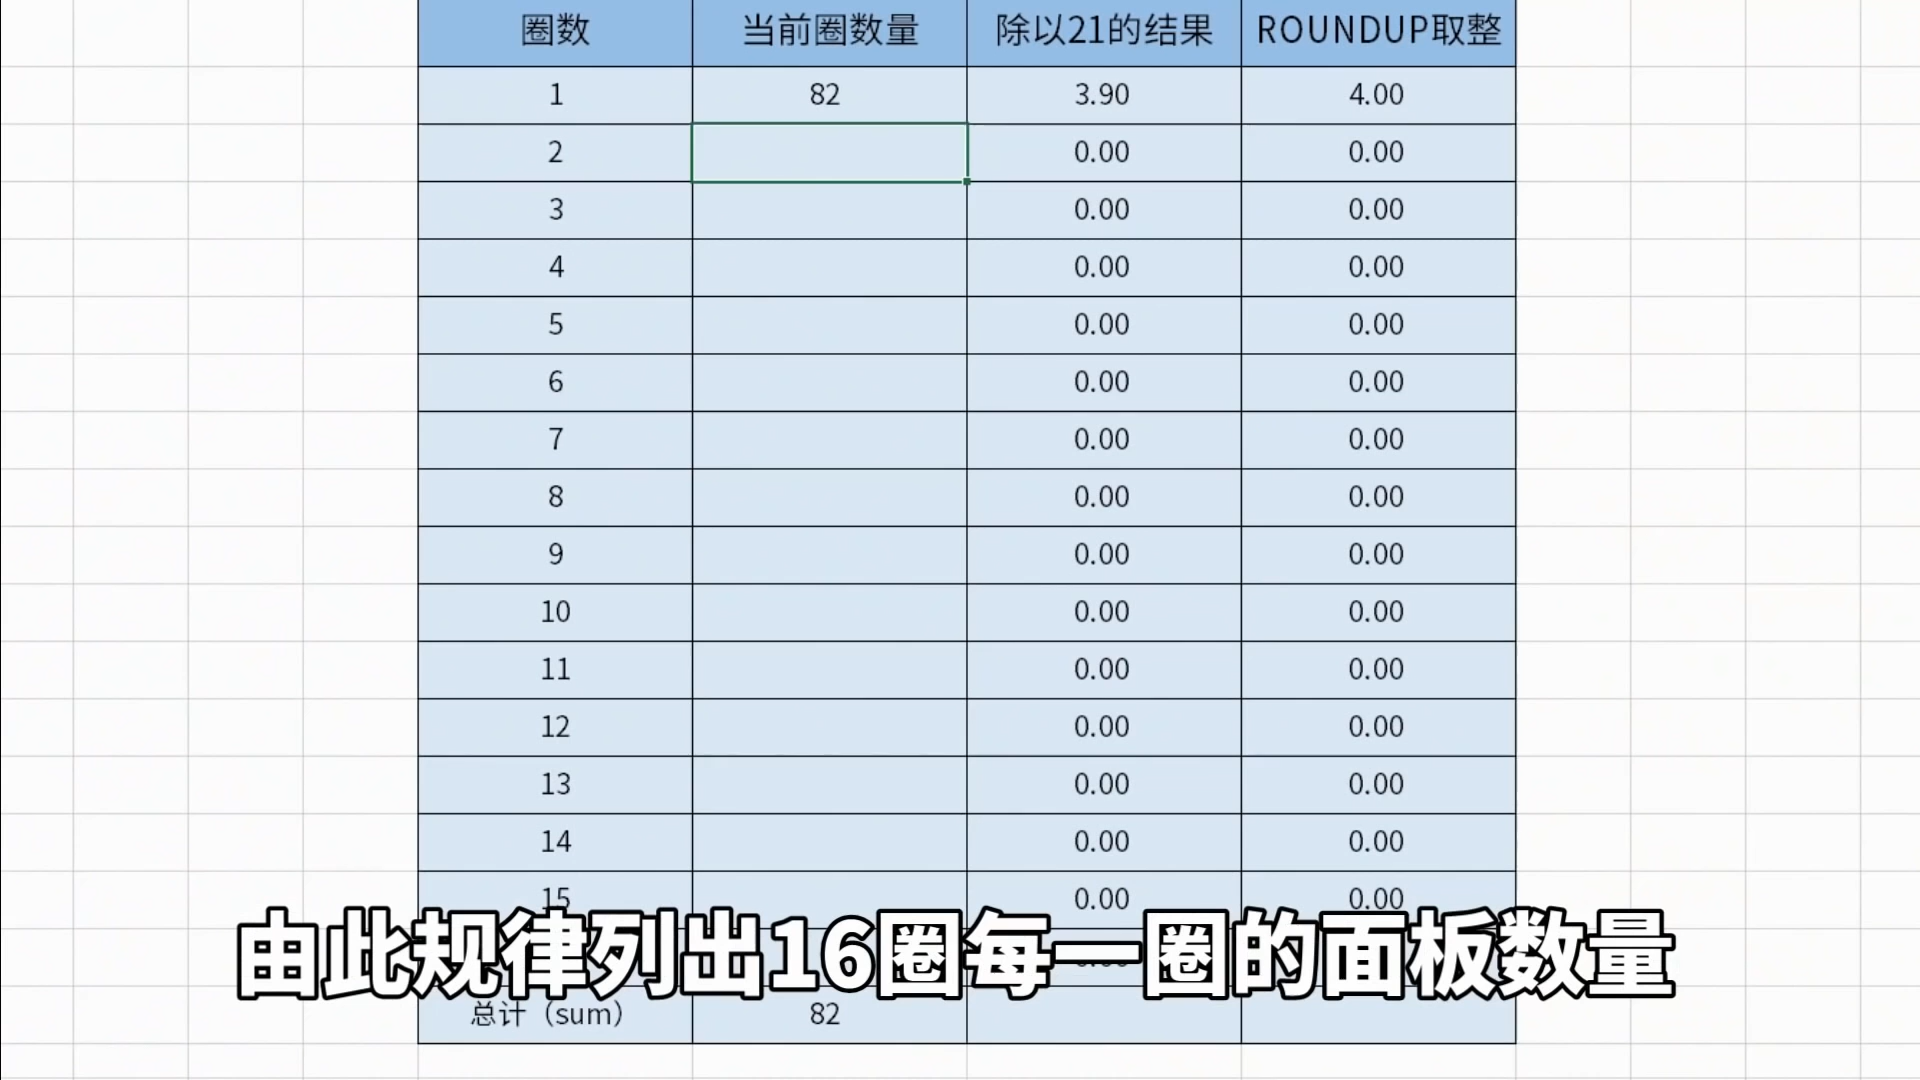 圈数 当前圈数量 除以21的结果 ROUNDUP取整
1 82 3.90 4.00
2 0.00 0.00
3 0.00 0.00
4 0.00 0.00
5 0.00 0.00
6 0.00 0.00
7 0.00 0.00
8 0.00 0.00
9 0.00 0.00
10 0.00 0.00
11 0.00 0.00
12 0.00 0.00
13 0.00 0.00
14 0.00 0.00
15 0.00 0.00
由此规律列出16圈每一圈的面板数量
总计（sum） 82